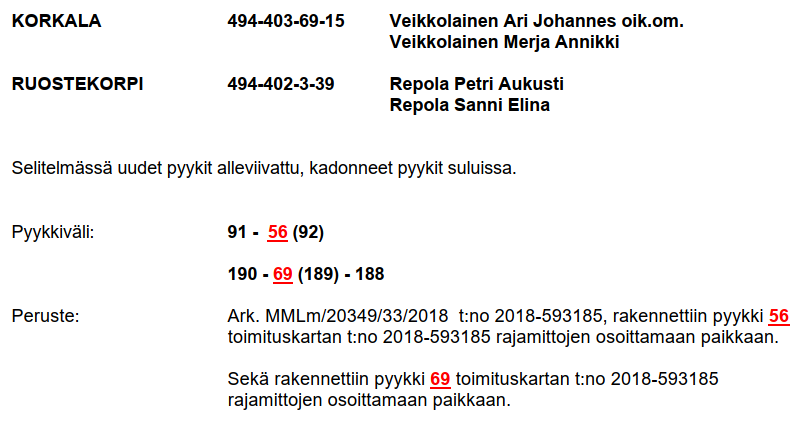 KORKALA 494-403-69-15 Veikkolainen Ari Johannes oik.om.
Veikkolainen Merja Annikki
RUOSTEKORPI 494-402-3-39 Repola Petri Aukusti
Repola Sanni Elina
Selitelmässä uudet pyykit alleviivattu, kadonneet pyykit suluissa.
Pyykkiväli: 91 - 56 (92)
190 - 69 (189) - 188
Peruste: Ark. MMLm/20349/33/2018 t:no 2018-593185, rakennettiin pyykki 56
toimituskartan t:no 2018-593185 rajamittojen osoittamaan paikkaan.
Sekä rakennettiin pyykki 69 toimituskartan t:no 2018-593185
rajamittojen osoittamaan paikkaan.